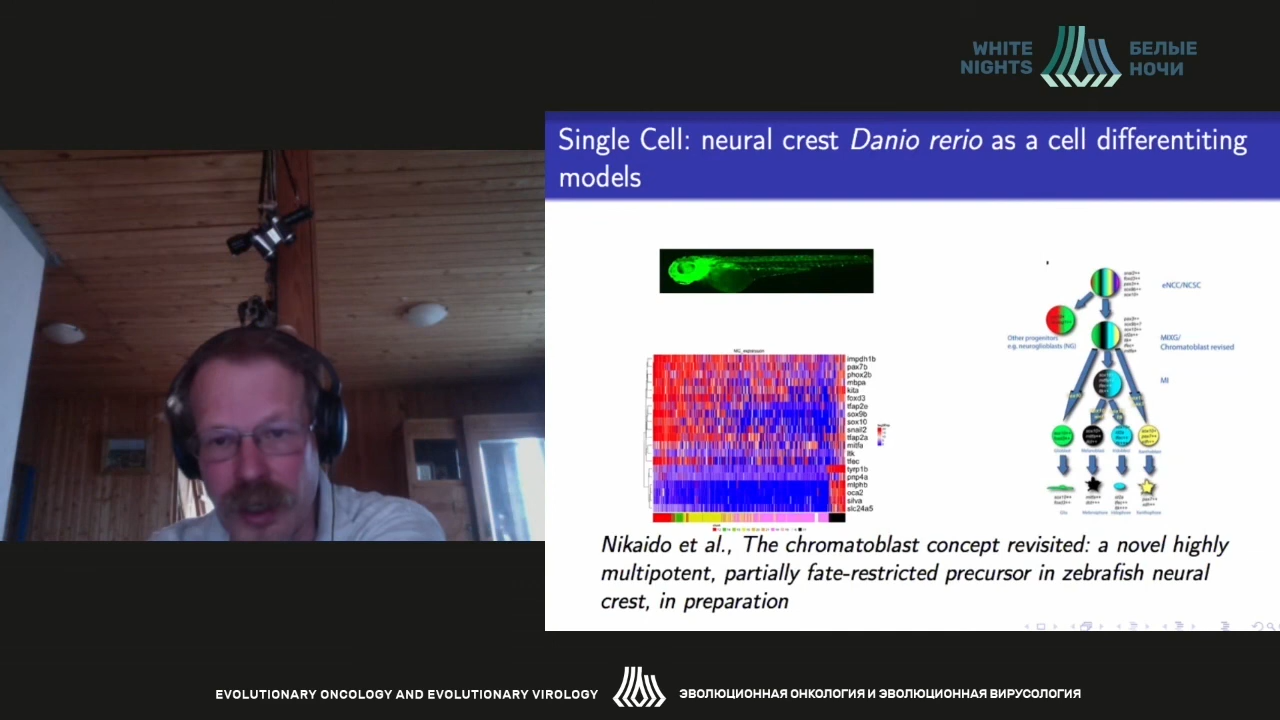 WHITE
NIGHTS
БЕЛЫЕ
НОЧИ
Single Cell: neural crest Danio rerio as a cell differentiting
models
eNCC/NCSC
Other progenitors
e.g. neuroglioblasts (NG)
MIXG/
Chromatoblast revised
MI
MC_expression
impdh1b
pax7b
phox2b
mbpa
kita
foxd3
tfap2e
sox9b
sox10
snail2
tfap2a
mitfa
ltk
tfec
tyrp1b
pnp4a
mlphb
oca2
silva
slc24a5
Nikaido et al., The chromatoblast concept revisited: a novel highly
multipotent, partially fate-restricted precursor in zebrafish neural
crest, in preparation
EVOLUTIONARY ONCOLOGY AND EVOLUTIONARY VIROLOGY
ЭВОЛЮЦИОННАЯ ОНКОЛОГИЯ И ЭВОЛЮЦИОННАЯ ВИРУСОЛОГИЯ